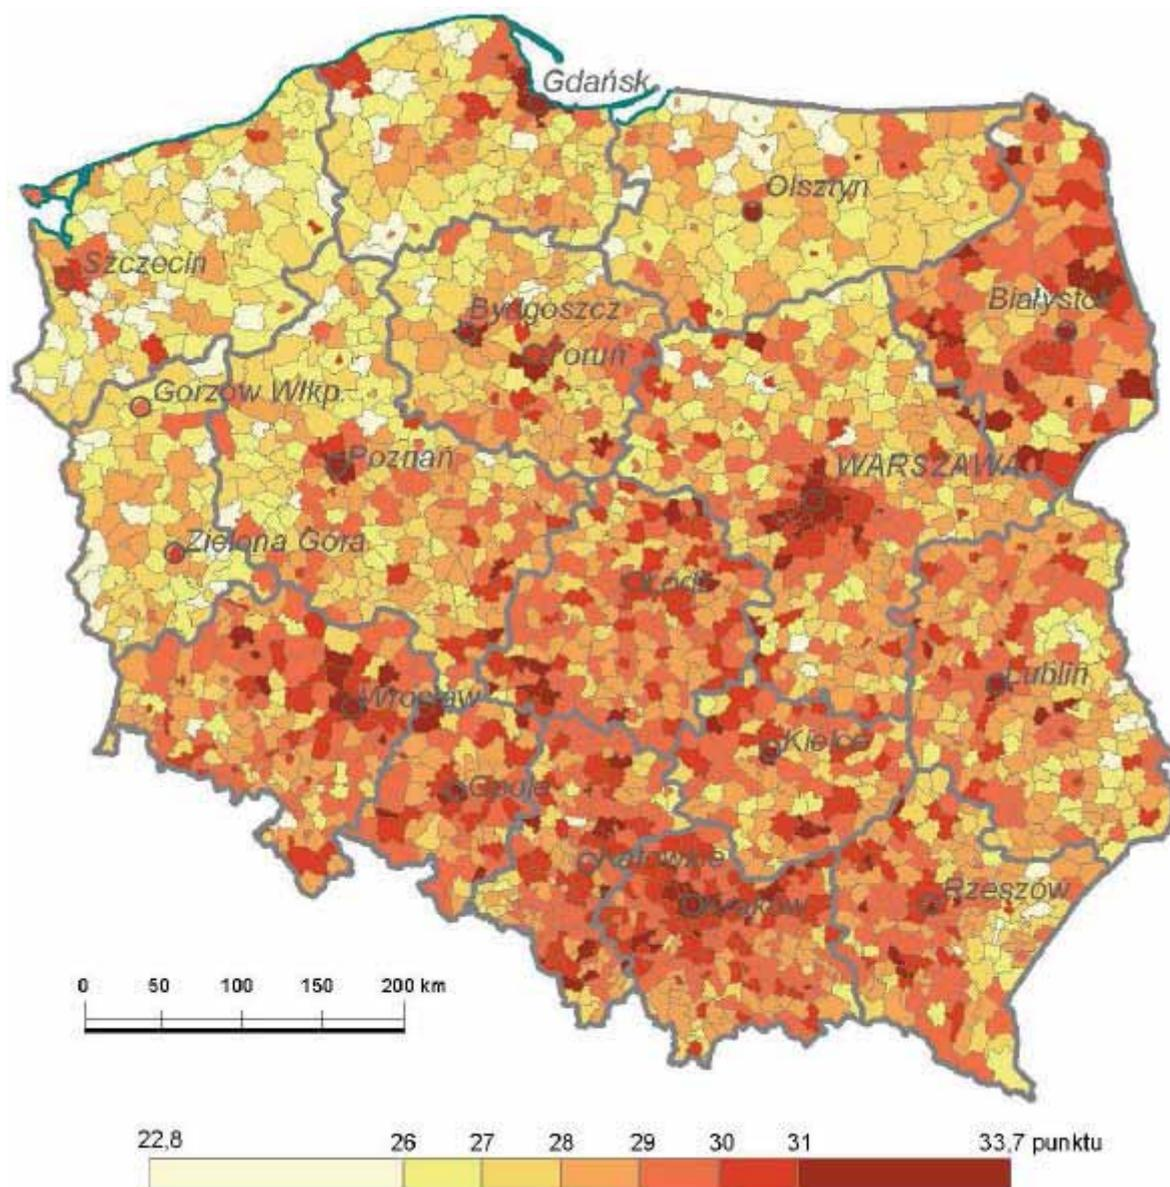 Gdańsk
Olsztyn
Szczecin
Białystok
Bydgoszcz
Toruń
Gorzów Wlkp.
Poznań
WARSZAWA
Zielona Góra
Łódź
Lublin
Wrocław
Kielce
Opole
Katowice
Rzeszów
Kraków
0 50 100 150 200 km
22,8 26 27 28 29 30 31 33,7 punktu